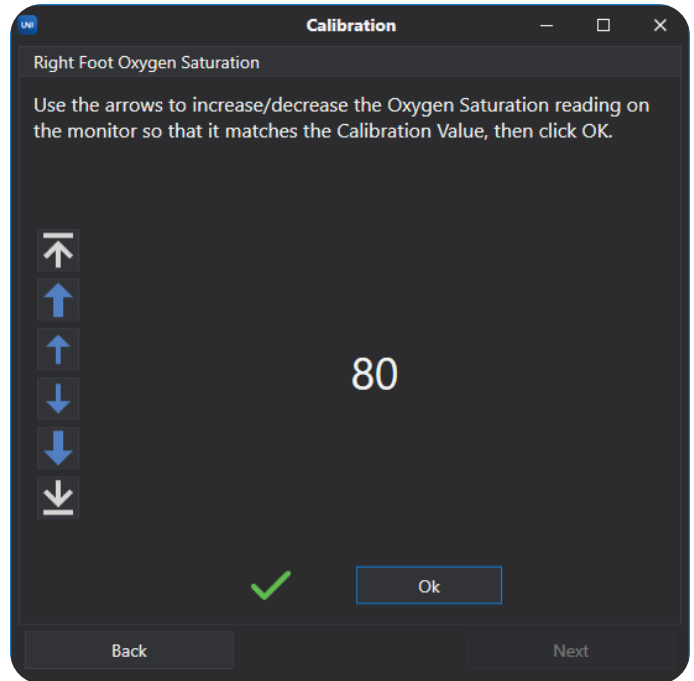 UNI
Calibration
Right Foot Oxygen Saturation
Use the arrows to increase/decrease the Oxygen Saturation reading on
the monitor so that it matches the Calibration Value, then click OK.
80
Ok
Back
Next